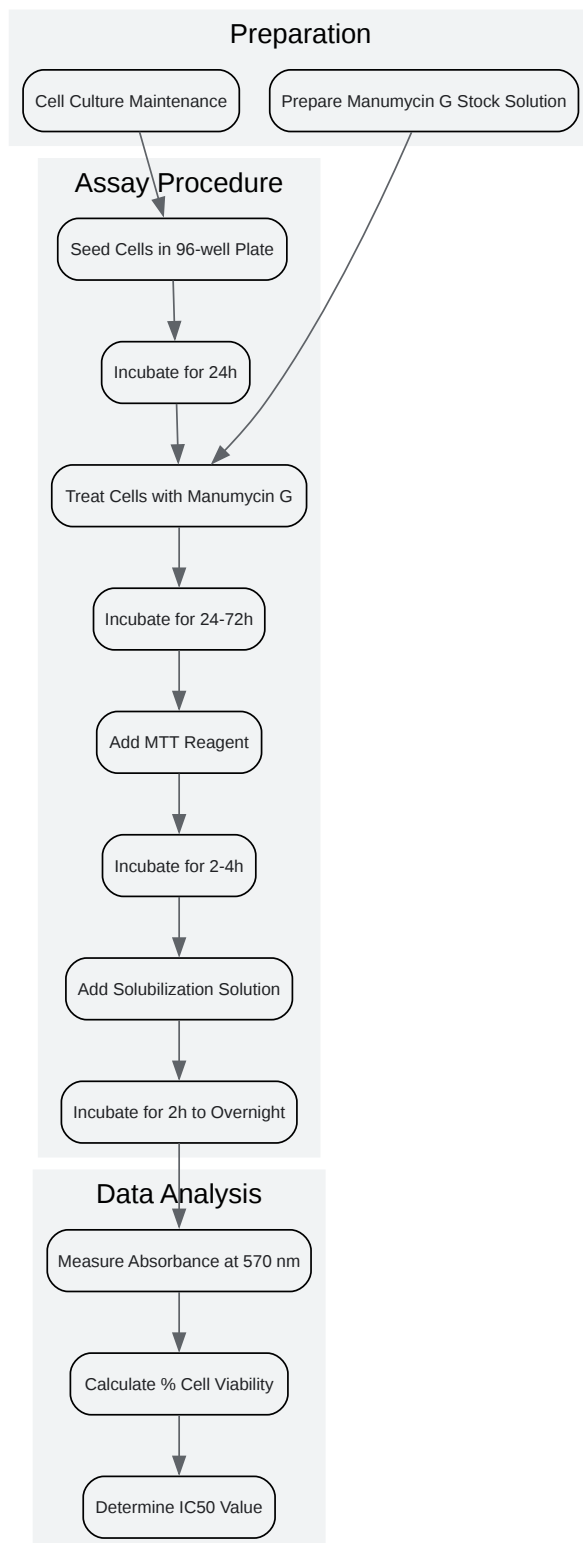 Preparation
Cell Culture Maintenance
Prepare Manumycin G Stock Solution
Assay Procedure
Seed Cells in 96-well Plate
Incubate for 24h
Treat Cells with Manumycin G
Incubate for 24-72h
Add MTT Reagent
Incubate for 2-4h
Add Solubilization Solution
Incubate for 2h to Overnight
Data Analysis
Measure Absorbance at 570 nm
Calculate % Cell Viability
Determine IC50 Value